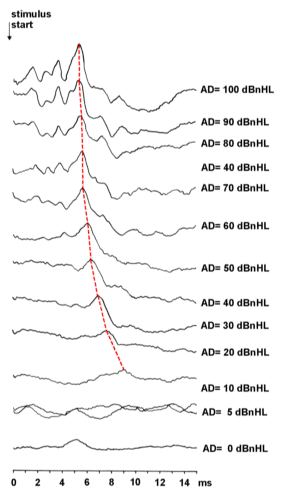 stimulus
start
AD= 100 dBnHL
AD= 90 dBnHL
AD= 80 dBnHL
AD= 40 dBnHL
AD= 70 dBnHL
AD= 60 dBnHL
AD= 50 dBnHL
AD= 40 dBnHL
AD= 30 dBnHL
AD= 20 dBnHL
AD= 10 dBnHL
AD= 5 dBnHL
AD= 0 dBnHL
0 2 4 6 8 10 12 14 ms